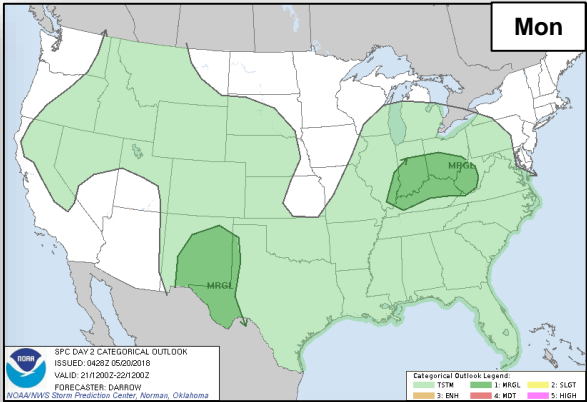 Mon
MRGL
MRGL
SPC DAY 2 CATEGORICAL OUTLOOK
ISSUED: 0428Z 05/20/2018
VALID: 21/1200Z-22/1200Z
FORECASTER: DARROW
NOAA/NWS Storm Prediction Center, Norman, Oklahoma
NOAA
Categorical Outlook Legend:
TSTM 1: MRGL 2: SLGT
3: ENH 4: MDT 5: HIGH